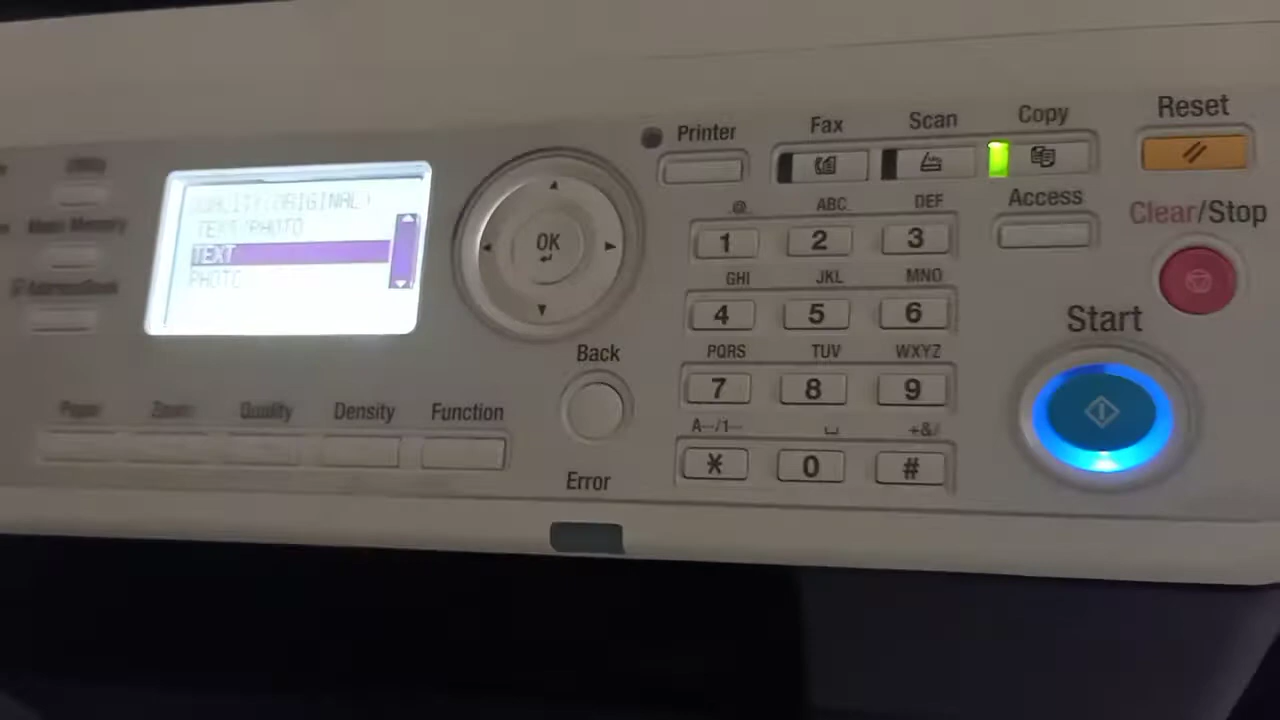 QUALITY(ORIGINAL)
TEXT/PHOTO
TEXT
PHOTO
OK
Back
Error
Paper
Zoom
Quality
Density
Function
Printer
Fax
Scan
Copy
Reset
Access
Clear/Stop
Start
@
ABC
DEF
1
2
3
GHI
JKL
MNO
4
5
6
PQRS
TUV
WXYZ
7
8
9
A↔/1↔
+&/
*
0
#